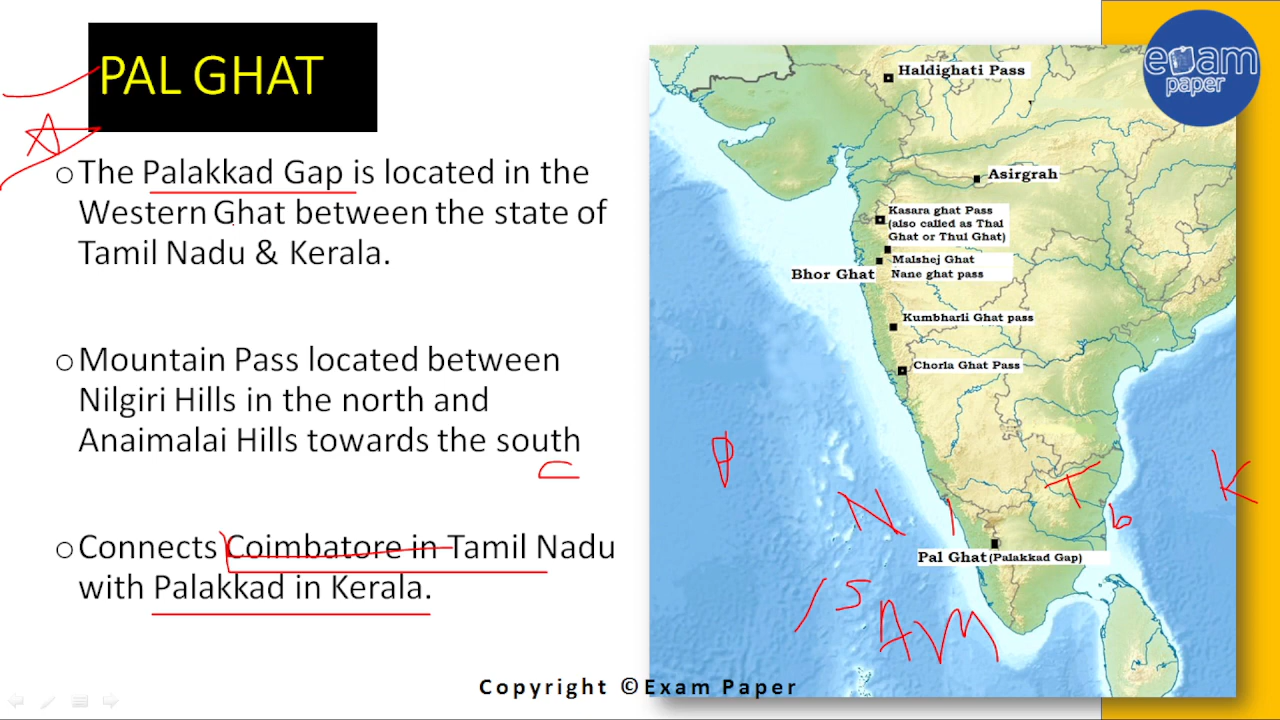 PAL GHAT
The Palakkad Gap is located in the
Western Ghat between the state of
Tamil Nadu & Kerala.
Mountain Pass located between
Nilgiri Hills in the north and
Anaimalai Hills towards the south
Connects Coimbatore in Tamil Nadu
with Palakkad in Kerala.
exam
paper
Haldighati Pass
Asirgrah
Kasara ghat Pass
(also called as Thal
Ghat or Thul Ghat)
Malshej Ghat
Bhor Ghat
Nane ghat pass
Kumbharli Ghat pass
Chorla Ghat Pass
P
N
T
K
Pal Ghat (Palakkad Gap)
Copyright ©Exam Paper